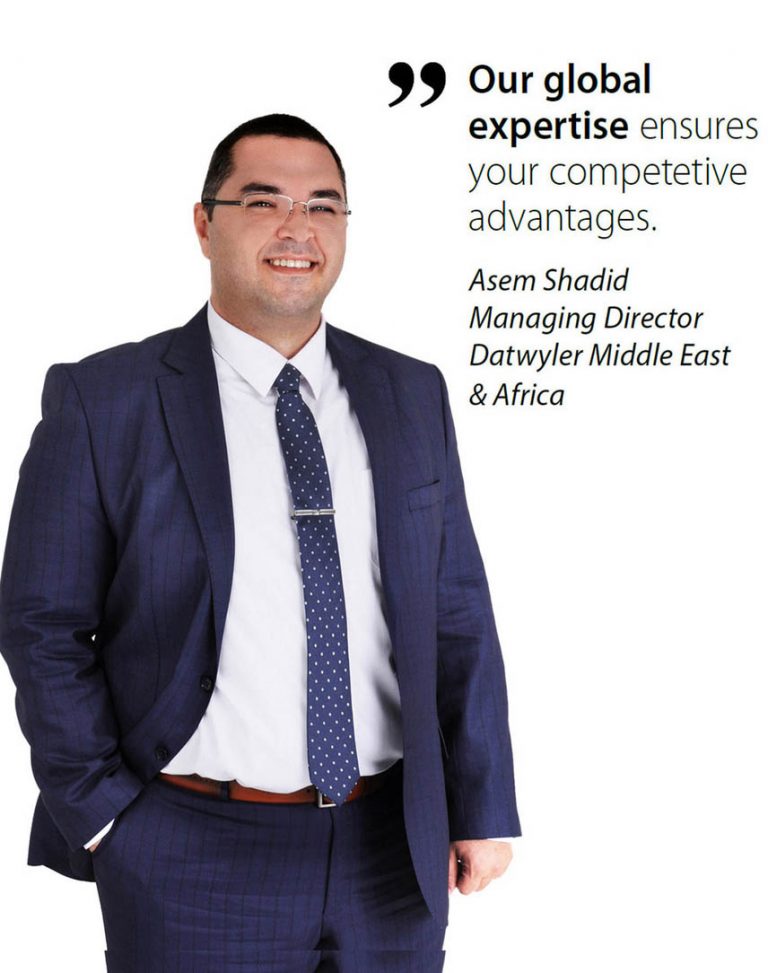 ”
Our global
expertise ensures
your competetive
advantages.
Asem Shadid
Managing Director
Datwyler Middle East
& Africa